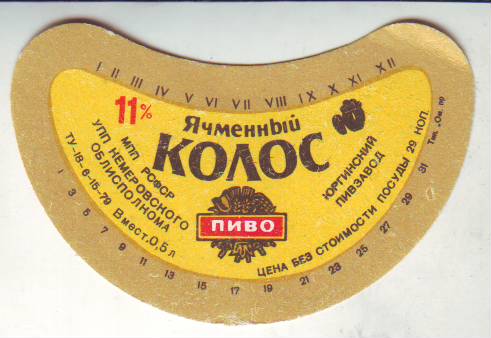 I II III IV V VI VII VIII IX X XI XII
11%
Ячменный
КОЛОС
МПП РСФСР
УПП КЕМЕРОВСКОГО
ОБЛИСПОЛКОМА
ТУ-18-6-15-79
Вмест. 0,5 л
ПИВО
ЮРГИНСКИЙ
ПИВЗАВОД
ЦЕНА БЕЗ СТОИМОСТИ ПОСУДЫ 29 КОП.
1 3 5 7 9 11 13 15 17 19 21 23 25 27 29 31